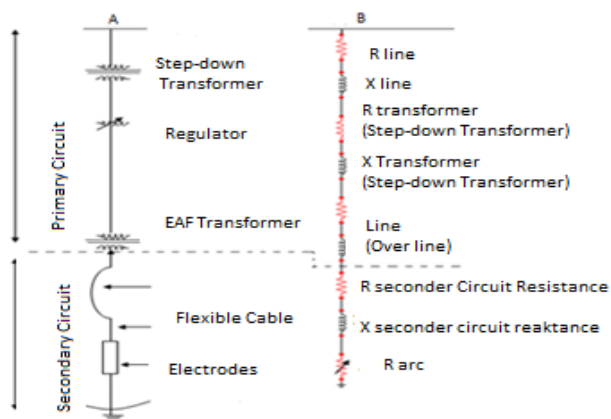 A
Step-down
Transformer
Regulator
EAF Transformer
Flexible Cable
Electrodes
Primary Circuit
Secondary Circuit
B
R line
X line
R transformer
(Step-down Transformer)
X Transformer
(Step-down Transformer)
Line
(Over line)
R seconder Circuit Resistance
X seconder circuit reaktance
R arc